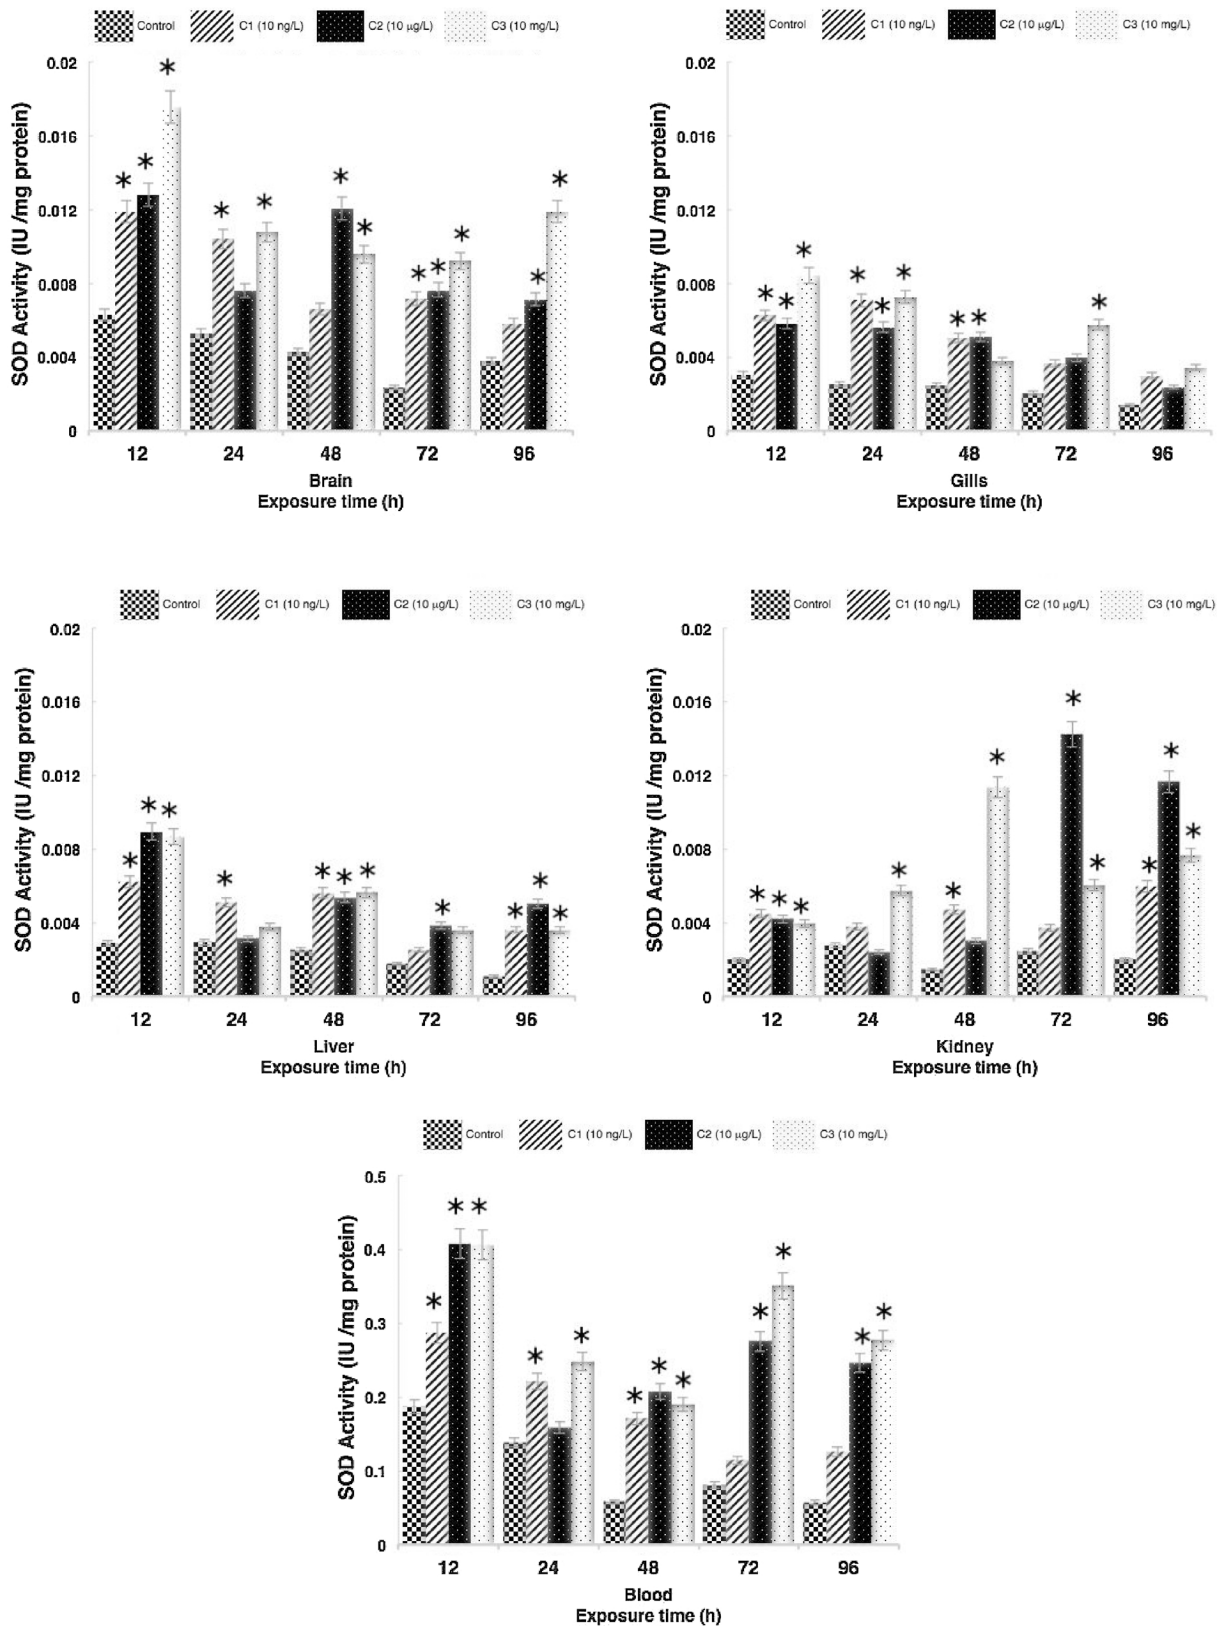 Control C1 (10 ng/L) C2 (10 µg/L) C3 (10 mg/L)
SOD Activity (IU /mg protein)
0.02
0.016
0.012
0.008
0.004
0
* * * * * * * * * * * * *
12 24 48 72 96
Brain
Exposure time (h)
Control C1 (10 ng/L) C2 (10 µg/L) C3 (10 mg/L)
SOD Activity (IU /mg protein)
0.02
0.016
0.012
0.008
0.004
0
* * * * * * * * *
12 24 48 72 96
Gills
Exposure time (h)
Control C1 (10 ng/L) C2 (10 µg/L) C3 (10 mg/L)
SOD Activity (IU /mg protein)
0.02
0.016
0.012
0.008
0.004
0
* * * * * * * * * * *
12 24 48 72 96
Liver
Exposure time (h)
Control C1 (10 ng/L) C2 (10 µg/L) C3 (10 mg/L)
SOD Activity (IU /mg protein)
0.02
0.016
0.012
0.008
0.004
0
* * * * * * * * * * *
12 24 48 72 96
Kidney
Exposure time (h)
Control C1 (10 ng/L) C2 (10 µg/L) C3 (10 mg/L)
SOD Activity (IU /mg protein)
0.5
0.4
0.3
0.2
0.1
0
* * * * * * * * * * * *
12 24 48 72 96
Blood
Exposure time (h)